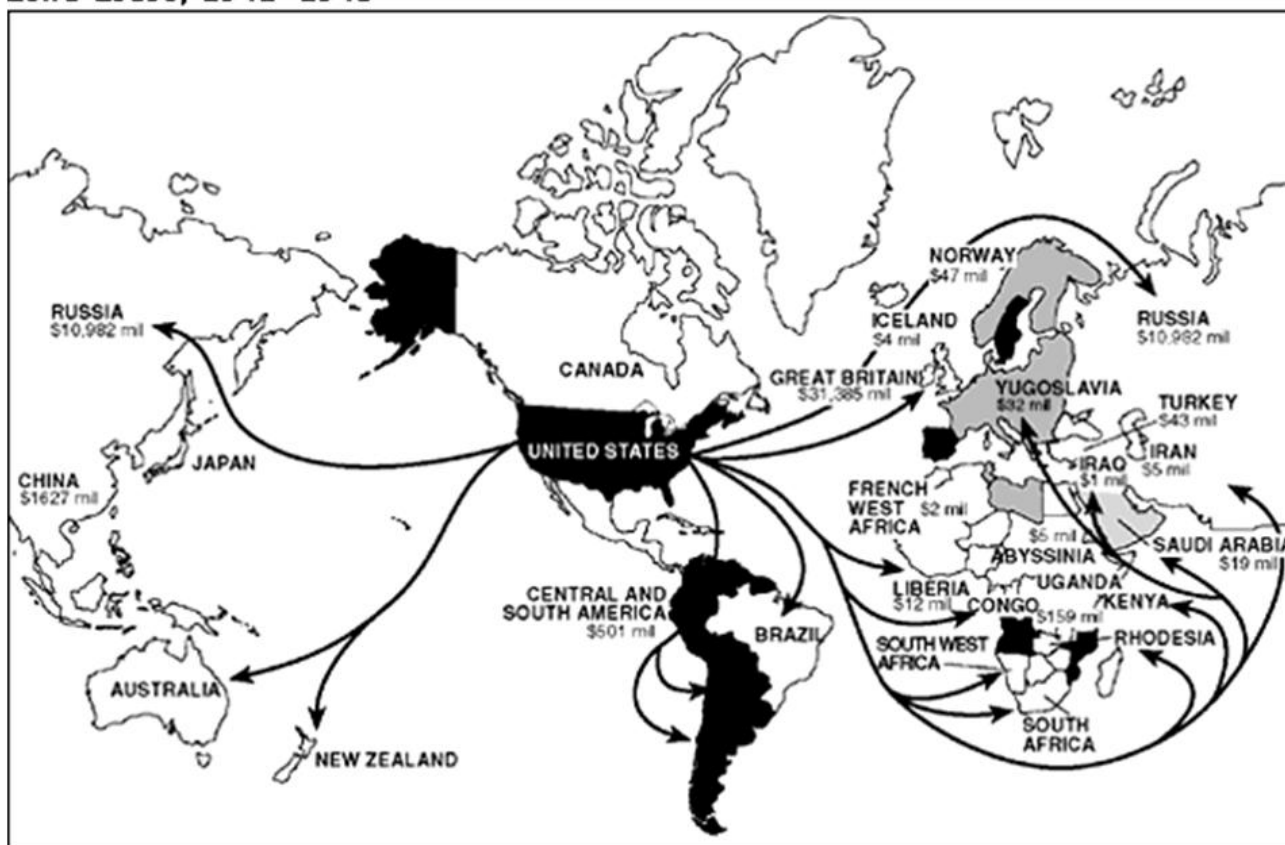 RUSSIA
$10,982 mil
CHINA
$1627 mil
JAPAN
AUSTRALIA
NEW ZEALAND
CANADA
UNITED STATES
CENTRAL AND
SOUTH AMERICA
$501 mil
BRAZIL
NORWAY
$47 mil
ICELAND
$4 mil
GREAT BRITAIN
$31,385 mil
RUSSIA
$10,982 mil
YUGOSLAVIA
$32 mil
TURKEY
$43 mil
IRAN
$5 mil
IRAQ
$1 mil
FRENCH
WEST
AFRICA
$2 mil
$5 mil
ABYSSINIA
SAUDI ARABIA
$19 mil
LIBERIA
$12 mil
UGANDA
KENYA
CONGO
$159 mil
RHODESIA
SOUTH WEST
AFRICA
SOUTH
AFRICA